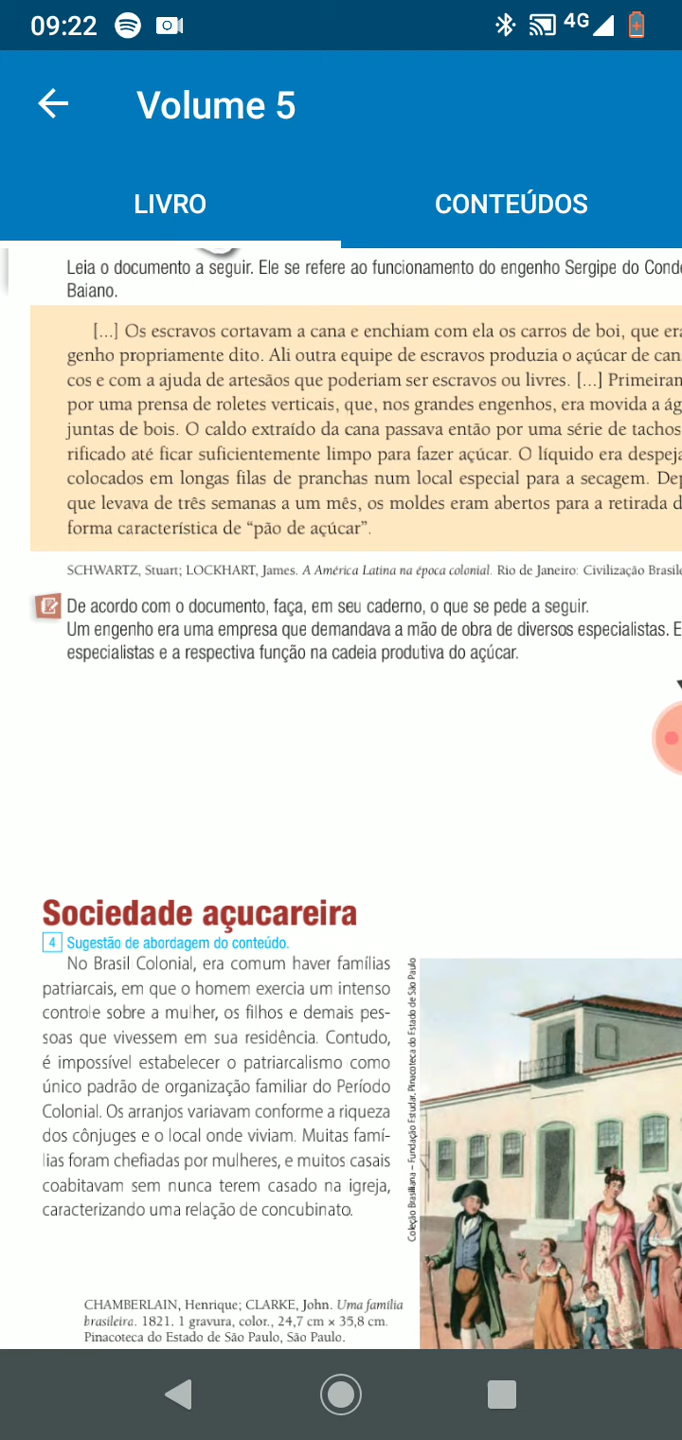 09:22
4G
Volume 5
LIVRO
CONTEÚDOS
Leia o documento a seguir. Ele se refere ao funcionamento do engenho Sergipe do Cond
Baiano.
[...] Os escravos cortavam a cana e enchiam com ela os carros de boi, que era
genho propriamente dito. Ali outra equipe de escravos produzia o açúcar de can
cos e com a ajuda de artesãos que poderiam ser escravos ou livres. [...] Primeiram
por uma prensa de roletes verticais, que, nos grandes engenhos, era movida a ág
juntas de bois. O caldo extraído da cana passava então por uma série de tachos
rificado até ficar suficientemente limpo para fazer açúcar. O líquido era despeja
colocados em longas filas de pranchas num local especial para a secagem. Dep
que levava de três semanas a um mês, os moldes eram abertos para a retirada d
forma característica de “pão de açúcar”.
SCHWARTZ, Stuart; LOCKHART, James. A América Latina na época colonial. Rio de Janeiro: Civilização Brasile
De acordo com o documento, faça, em seu caderno, o que se pede a seguir.
Um engenho era uma empresa que demandava a mão de obra de diversos especialistas. E
especialistas e a respectiva função na cadeia produtiva do açúcar.
Sociedade açucareira
4 Sugestão de abordagem do conteúdo.
No Brasil Colonial, era comum haver famílias
patriarcais, em que o homem exercia um intenso
controle sobre a mulher, os filhos e demais pes-
soas que vivessem em sua residência. Contudo,
é impossível estabelecer o patriarcalismo como
único padrão de organização familiar do Período
Colonial. Os arranjos variavam conforme a riqueza
dos cônjuges e o local onde viviam. Muitas famí-
lias foram chefiadas por mulheres, e muitos casais
coabitavam sem nunca terem casado na igreja,
caracterizando uma relação de concubinato.
Coleção Brasiliana – Fundação Estudar, Pinacoteca do Estado de São Paulo
CHAMBERLAIN, Henrique; CLARKE, John. Uma família
brasileira. 1821. 1 gravura, color., 24,7 cm × 35,8 cm.
Pinacoteca do Estado de São Paulo, São Paulo.